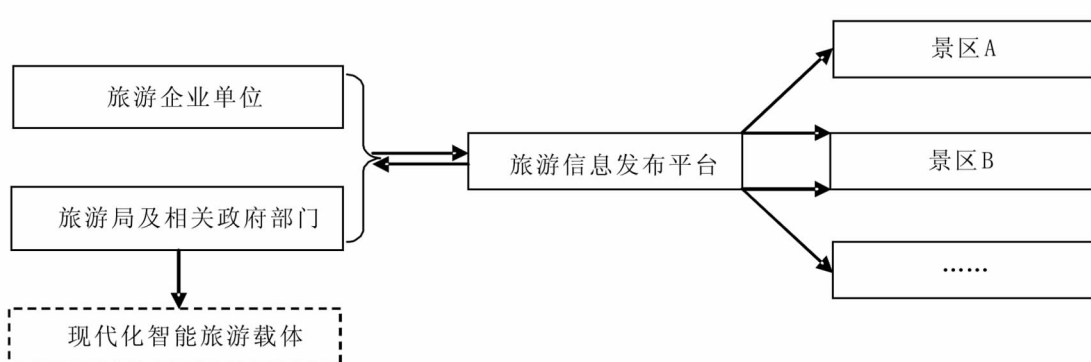 旅游企业单位
旅游局及相关政府部门
现代化智能旅游载体
旅游信息发布平台
景区A
景区B
……